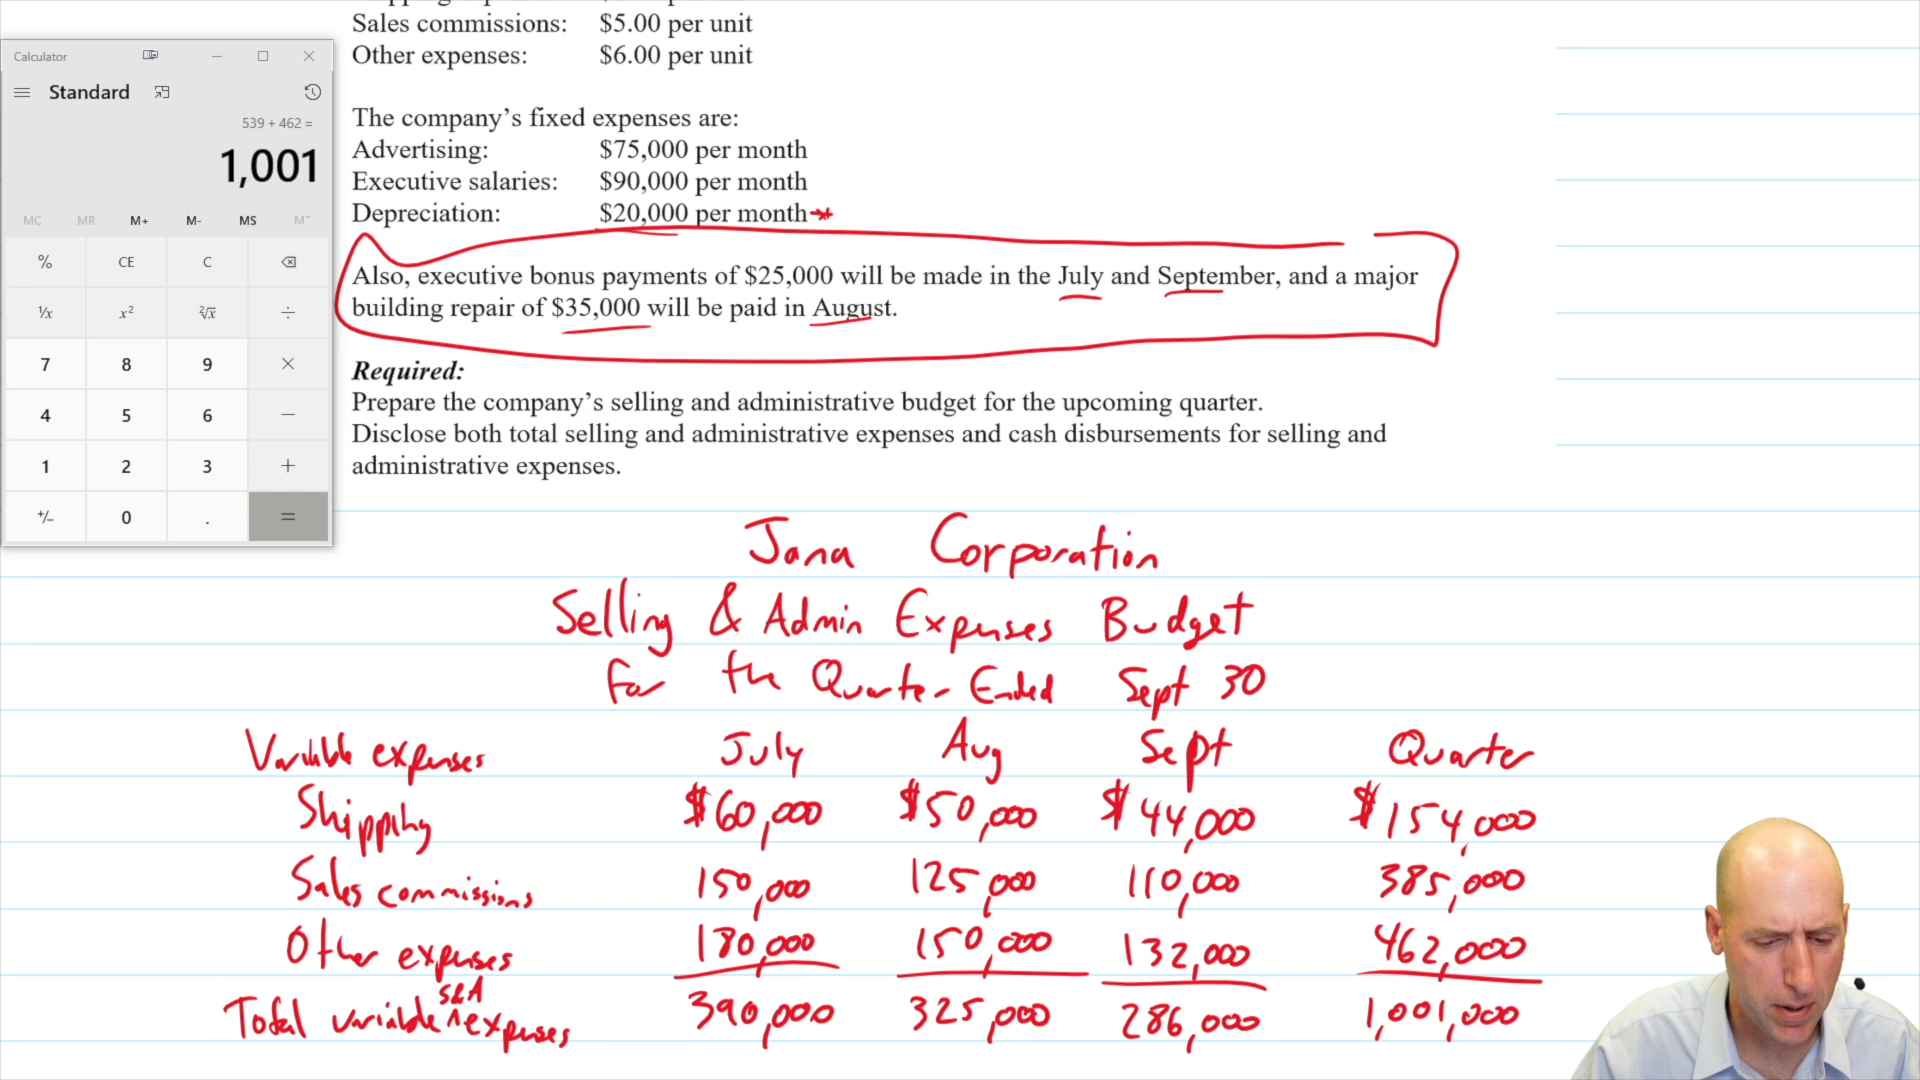 Sales commissions: $5.00 per unit
Other expenses: $6.00 per unit
Calculator
Standard
539 + 462 =
1,001
MC MR M+ M- MS M˅
% CE C
¹/x x² ²√x ÷
7 8 9 ×
4 5 6 −
1 2 3 +
+/− 0 . =
The company's fixed expenses are:
Advertising: $75,000 per month
Executive salaries: $90,000 per month
Depreciation: $20,000 per month*
Also, executive bonus payments of $25,000 will be made in the July and September, and a major
building repair of $35,000 will be paid in August.
Required:
Prepare the company's selling and administrative budget for the upcoming quarter.
Disclose both total selling and administrative expenses and cash disbursements for selling and
administrative expenses.
Jana Corporation
Selling & Admin Expenses Budget
for the Quarter Ended Sept 30
Variable expenses July Aug Sept Quarter
Shipping $60,000 $50,000 $44,000 $154,000
Sales commissions 150,000 125,000 110,000 385,000
Other expenses 180,000 150,000 132,000 462,000
Total variable ^S&A expenses 390,000 325,000 286,000 1,001,000